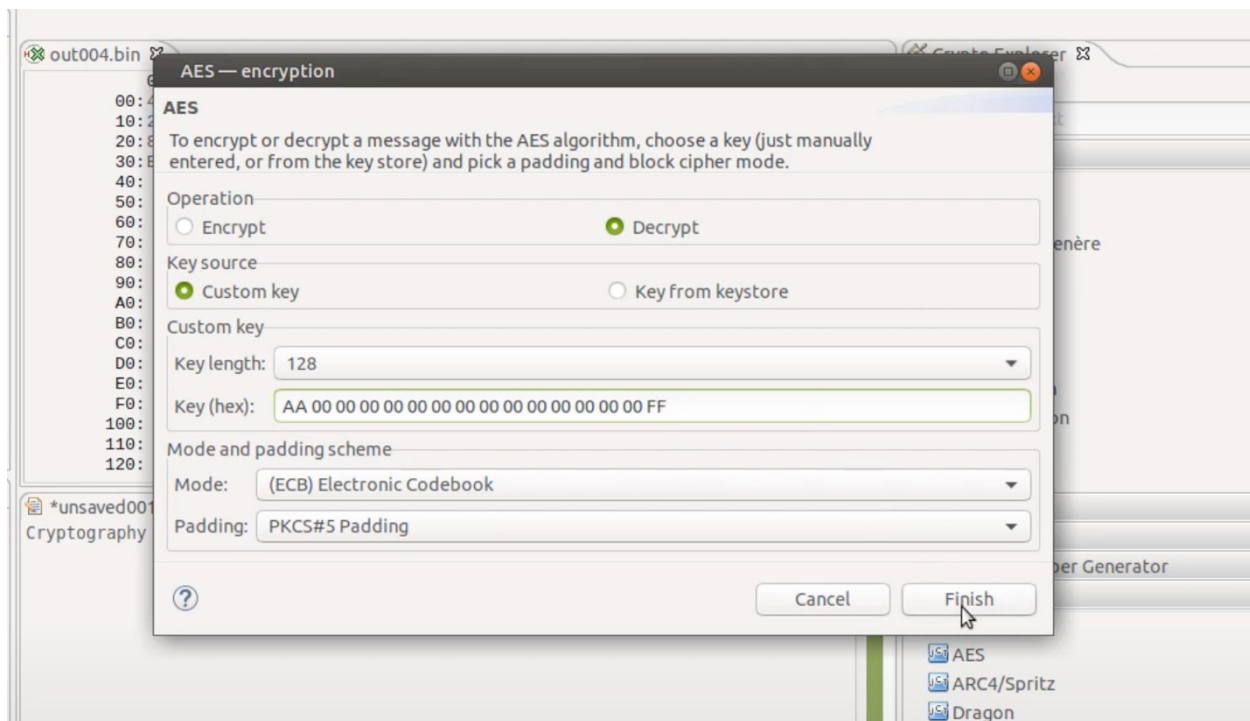 out004.bin
Crypto Explorer
AES — encryption
AES
To encrypt or decrypt a message with the AES algorithm, choose a key (just manually
entered, or from the key store) and pick a padding and block cipher mode.
Operation
Encrypt
Decrypt
Key source
Custom key
Key from keystore
Custom key
Key length: 128
Key (hex): AA 00 00 00 00 00 00 00 00 00 00 00 00 00 00 FF
Mode and padding scheme
Mode: (ECB) Electronic Codebook
Padding: PKCS#5 Padding
Cancel
Finish
00:
10:
20:
30:
40:
50:
60:
70:
80:
90:
A0:
B0:
C0:
D0:
E0:
F0:
100:
110:
120:
*unsaved001
Cryptography
enère
on
per Generator
AES
ARC4/Spritz
Dragon